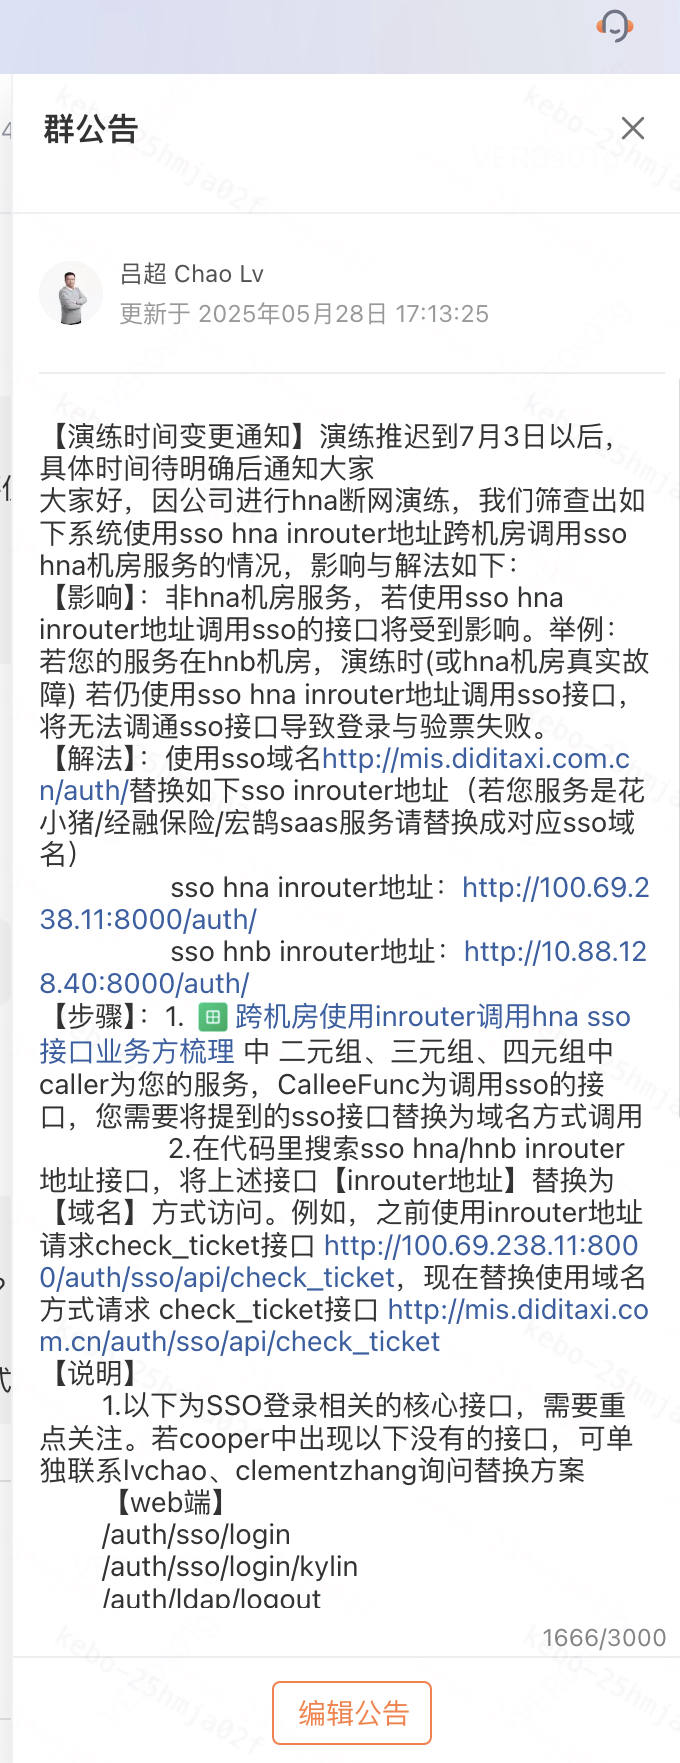 群公告
吕超 Chao Lv
更新于 2025年05月28日 17:13:25
【演练时间变更通知】演练推迟到7月3日以后，
具体时间待明确后通知大家
大家好，因公司进行hna断网演练，我们筛查出如
下系统使用sso hna inrouter地址跨机房调用sso
hna机房服务的情况，影响与解法如下：
【影响】：非hna机房服务，若使用sso hna
inrouter地址调用sso的接口将受到影响。举例：
若您的服务在hnb机房，演练时(或hna机房真实故
障) 若仍使用sso hna inrouter地址调用sso接口，
将无法调通sso接口导致登录与验票失败。
【解法】：使用sso域名http://mis.diditaxi.com.c
n/auth/替换如下sso inrouter地址（若您服务是花
小猪/经融保险/宏鹄saas服务请替换成对应sso域
名）
sso hna inrouter地址：http://100.69.2
38.11:8000/auth/
sso hnb inrouter地址：http://10.88.12
8.40:8000/auth/
【步骤】：1. 跨机房使用inrouter调用hna sso
接口业务方梳理 中 二元组、三元组、四元组中
caller为您的服务，CalleeFunc为调用sso的接
口，您需要将提到的sso接口替换为域名方式调用
2.在代码里搜索sso hna/hnb inrouter
地址接口，将上述接口【inrouter地址】替换为
【域名】方式访问。例如，之前使用inrouter地址
请求check_ticket接口 http://100.69.238.11:800
0/auth/sso/api/check_ticket，现在替换使用域名
方式请求 check_ticket接口 http://mis.diditaxi.co
m.cn/auth/sso/api/check_ticket
【说明】
1.以下为SSO登录相关的核心接口，需要重
点关注。若cooper中出现以下没有的接口，可单
独联系lvchao、clementzhang询问替换方案
【web端】
/auth/sso/login
/auth/sso/login/kylin
/auth/ldap/logout
1666/3000
编辑公告
kebo-25hmja02f